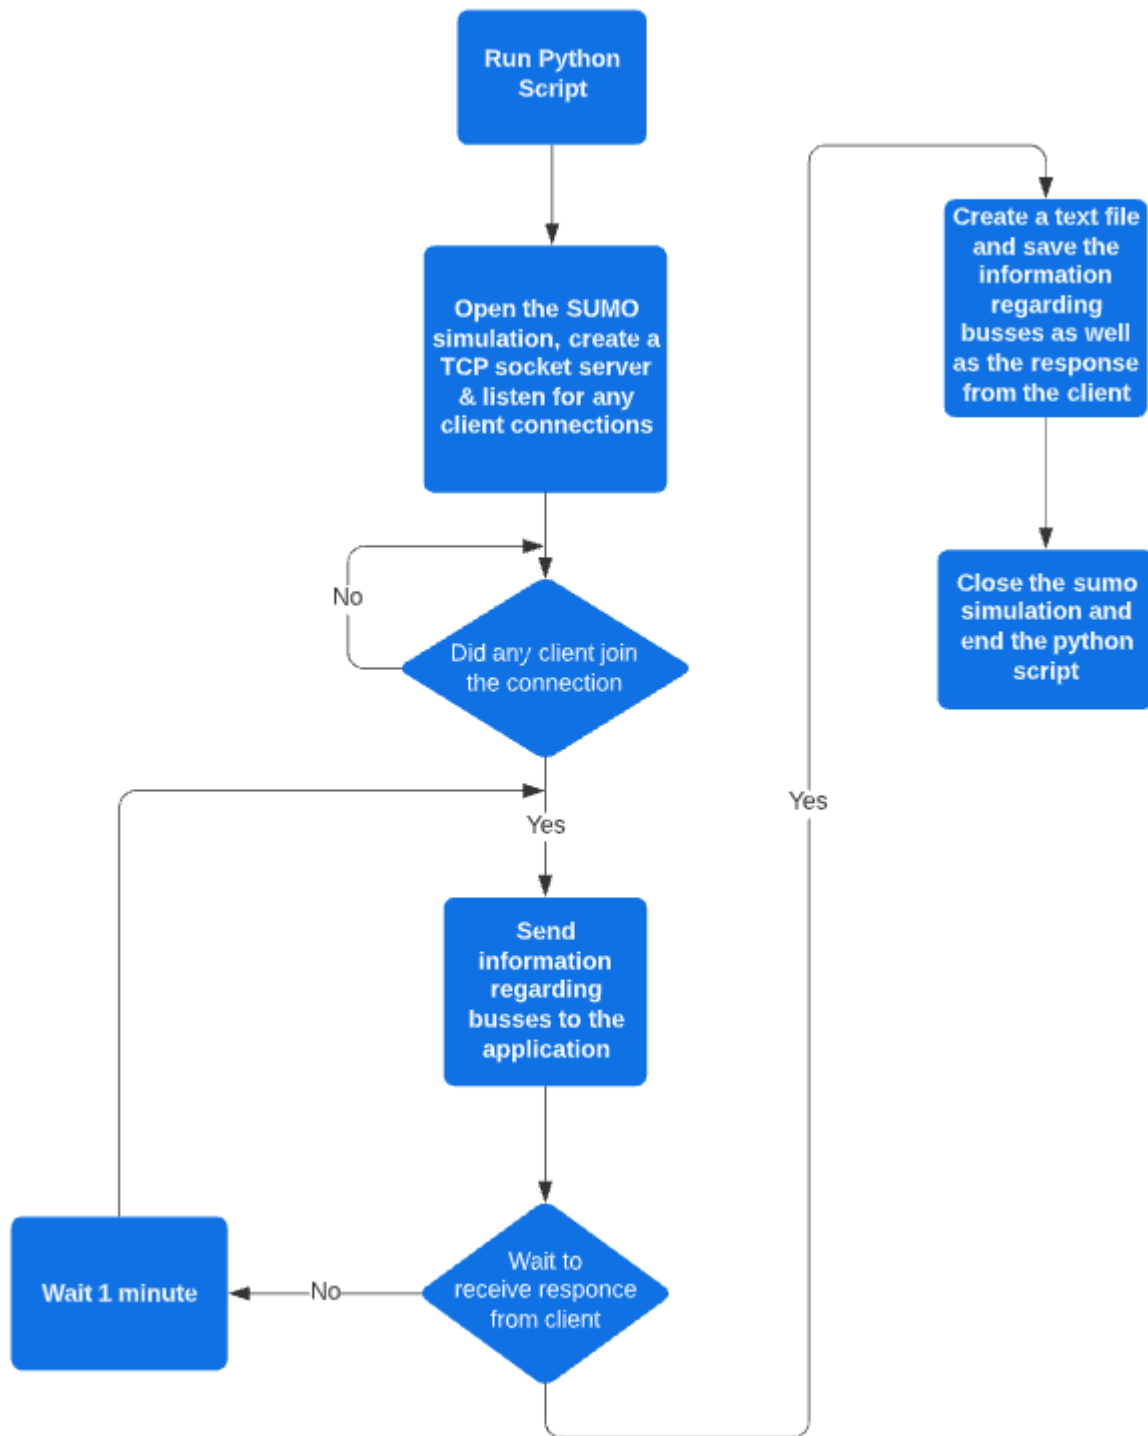 Run Python
Script
Open the SUMO
simulation, create a
TCP socket server
& listen for any
client connections
No
Did any client join
the connection
Yes
Send
information
regarding
busses to the
application
Wait to
receive responce
from client
No
Wait 1 minute
Yes
Create a text file
and save the
information
regarding
busses as well
as the response
from the client
Close the sumo
simulation and
end the python
script